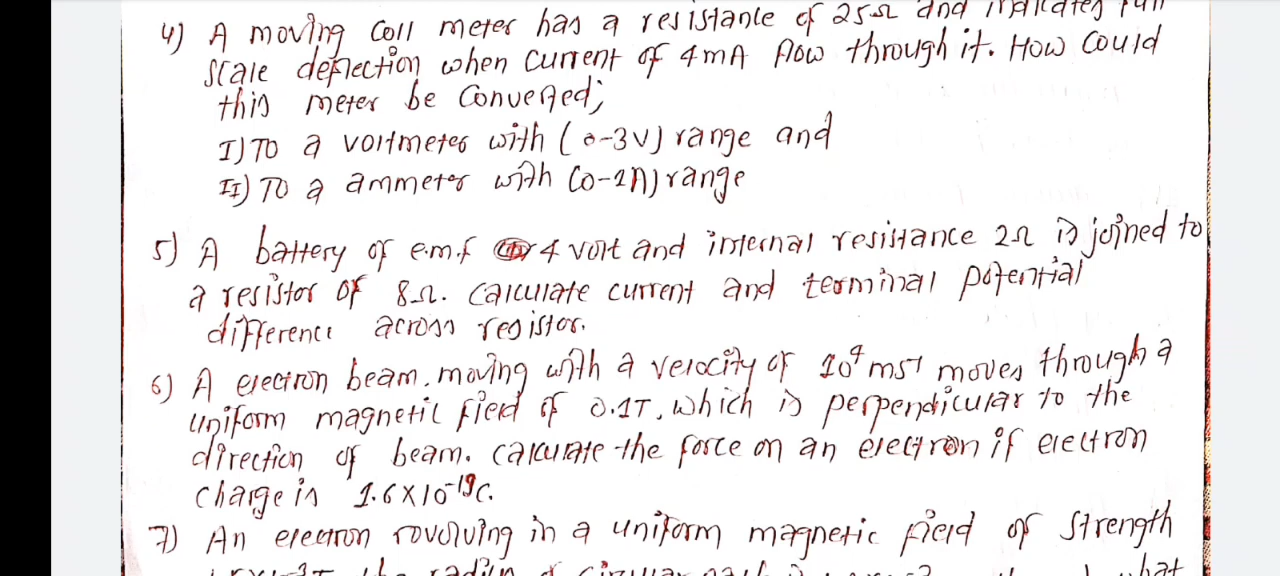 4) A moving coil meter has a resistance of 25Ω and indicates full
scale deflection when current of 4mA flow through it. How could
this meter be converted;
I) TO a voltmeter with (0-3V) range and
II) TO a ammeter with (0-1A) range
5) A battery of e.m.f 4 volt and internal resistance 2Ω is joined to
a resistor of 8Ω. calculate current and terminal potential
difference across resistor.
6) A electron beam, moving with a velocity of 10⁴ ms⁻¹ moves through a
uniform magnetic field of 0.1T, which is perpendicular to the
direction of beam. calculate the force on an electron if electron
charge is 1.6×10⁻¹⁹C.
7) An electron rovolving in a uniform magnetic field of strength